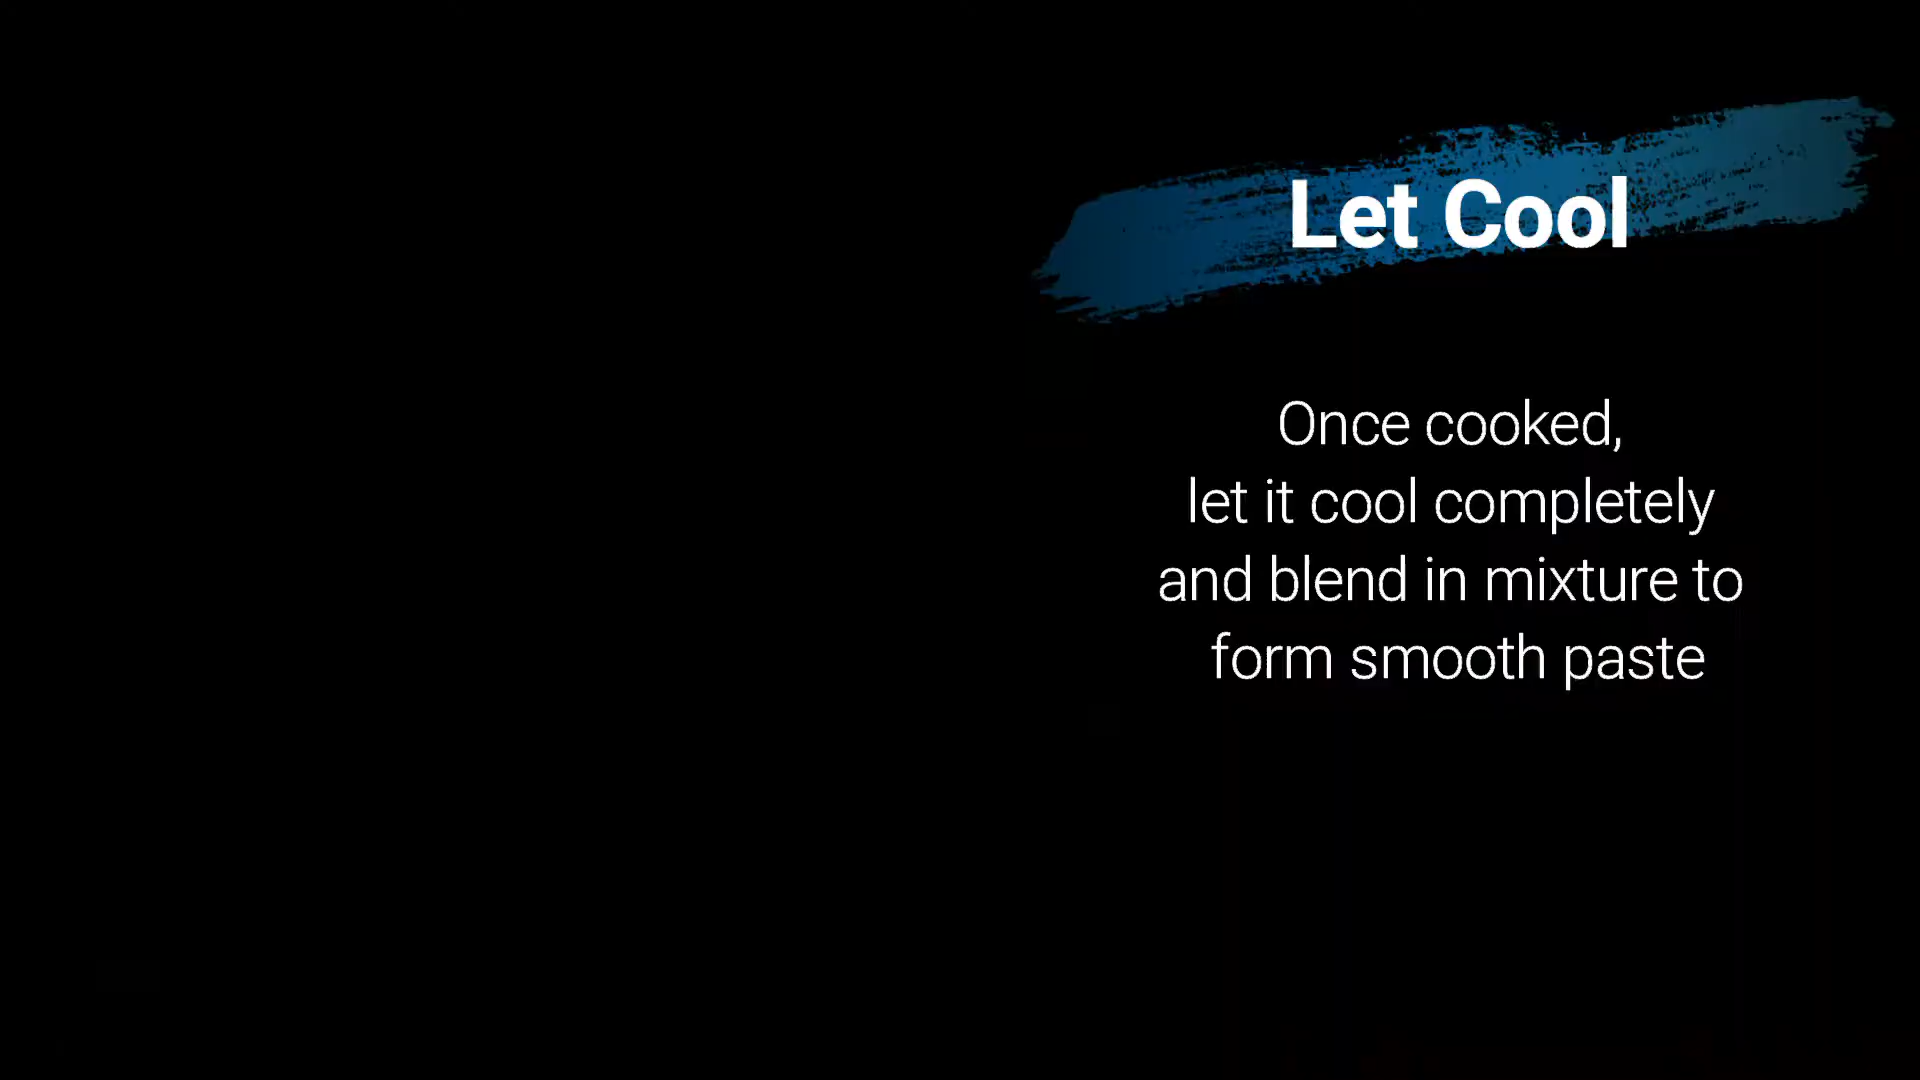 Let Cool
Once cooked,
let it cool completely
and blend in mixture to
form smooth paste